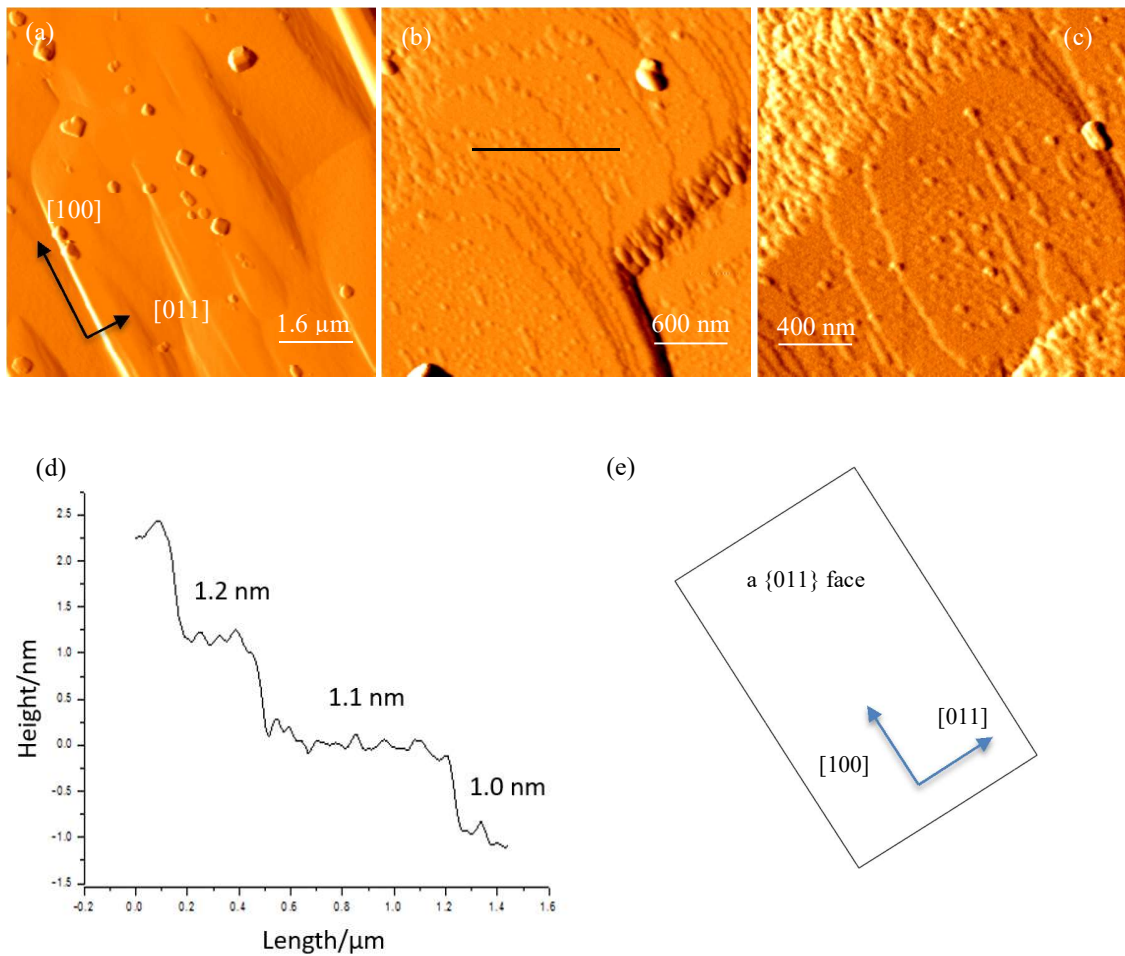 (a)
[100]
[011]
1.6 µm
(b)
600 nm
(c)
400 nm
(d)
2.5
2.0
1.5
1.0
0.5
0.0
-0.5
-1.0
-1.5
1.2 nm
1.1 nm
1.0 nm
Height/nm
-0.2 0.0 0.2 0.4 0.6 0.8 1.0 1.2 1.4 1.6
Length/µm
(e)
a {011} face
[011]
[100]